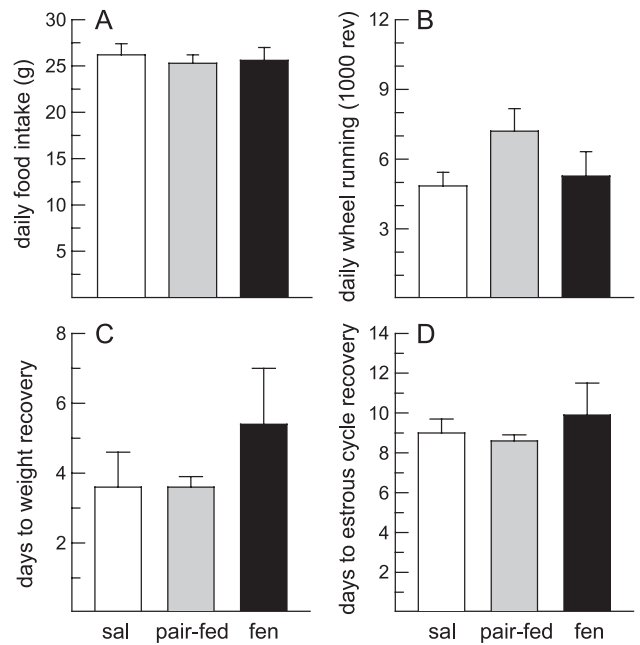 A
daily food intake (g)
30
25
20
15
10
5
B
daily wheel running (1000 rev)
12
9
6
3
C
days to weight recovery
8
6
4
2
sal pair-fed fen
D
days to estrous cycle recovery
14
12
10
8
6
4
2
sal pair-fed fen